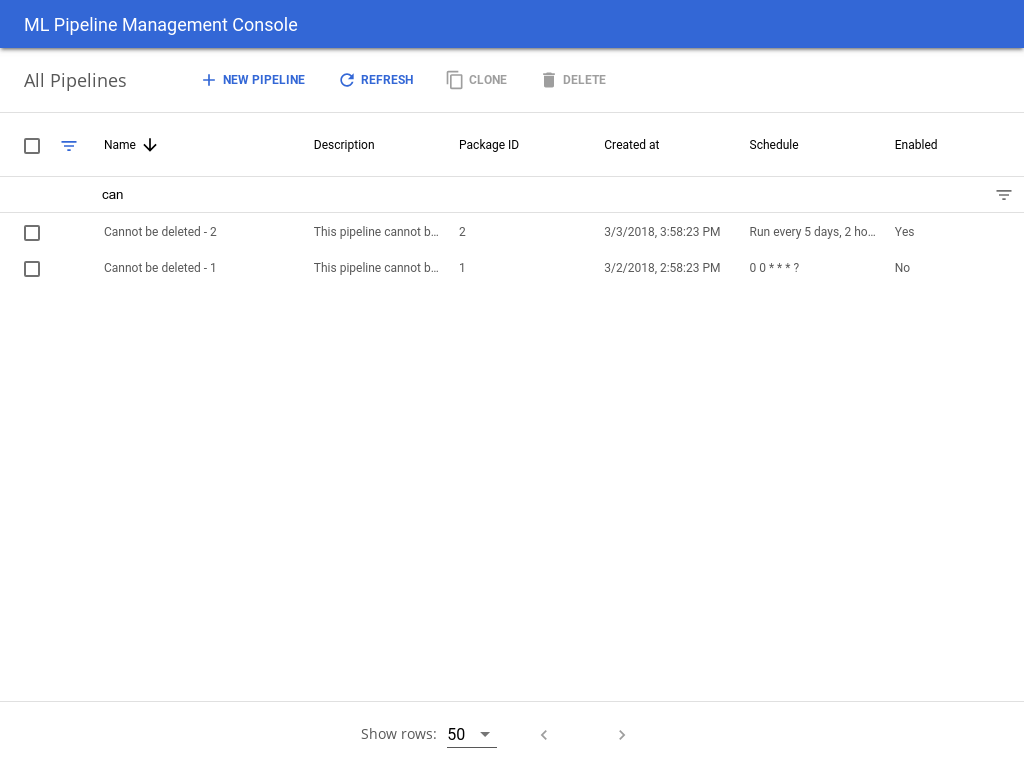 ML Pipeline Management Console
All Pipelines NEW PIPELINE REFRESH CLONE DELETE
Name Description Package ID Created at Schedule Enabled
can
Cannot be deleted - 2 This pipeline cannot b... 2 3/3/2018, 3:58:23 PM Run every 5 days, 2 ho... Yes
Cannot be deleted - 1 This pipeline cannot b... 1 3/2/2018, 2:58:23 PM 0 0 * * * ? No
Show rows: 50